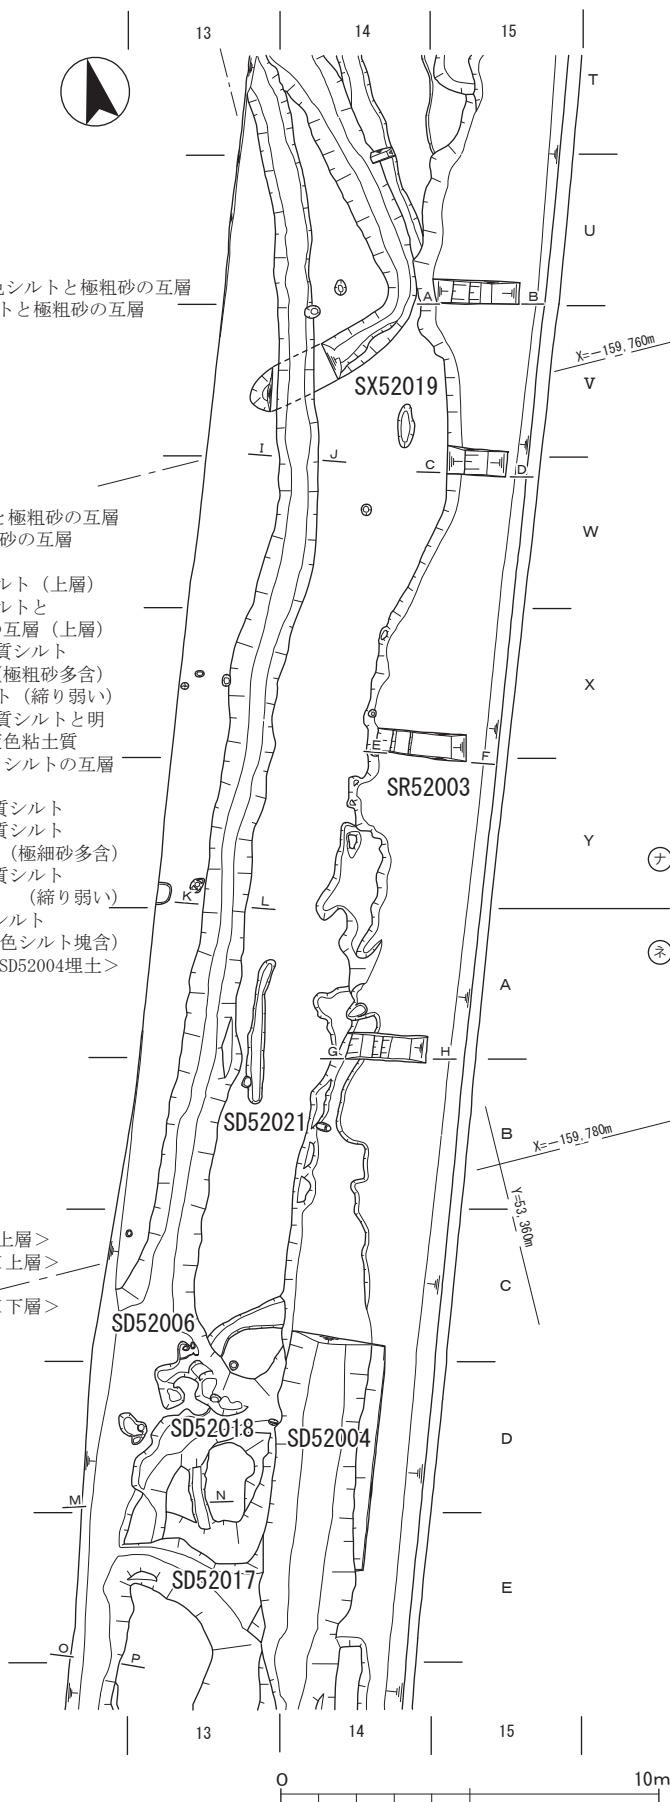 13 14 15
T
U
色シルトと極粗砂の互層
トと極粗砂の互層
A B
X=-159,760m
V
SX52019
I J
C D
と極粗砂の互層
砂の互層
W
ルト（上層）
ルトと
の互層（上層）
質シルト
（極粗砂多含）
ト（締り弱い）
質シルトと明
灰色粘土質
シルトの互層
X
E F
SR52003
質シルト
質シルト
（極細砂多含）
質シルト
（締り弱い）
シルト
色シルト塊含）
SD52004埋土＞
Y
ナ
K L
ネ
A
G H
SD52021
B
X=-159,780m
Y=53,360m
上層＞
上層＞
下層＞
C
SD52006
SD52018
SD52004
D
M
N
SD52017
E
O
P
13 14 15
0 10m